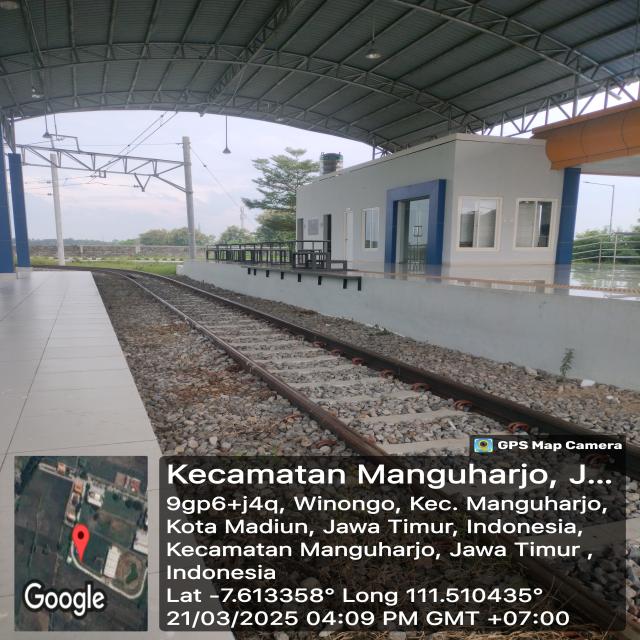 GPS Map Camera
Kecamatan Manguharjo, J...
9gp6+j4q, Winongo, Kec. Manguharjo,
Kota Madiun, Jawa Timur, Indonesia,
Kecamatan Manguharjo, Jawa Timur ,
Indonesia
Lat -7.613358° Long 111.510435°
21/03/2025 04:09 PM GMT +07:00
Google